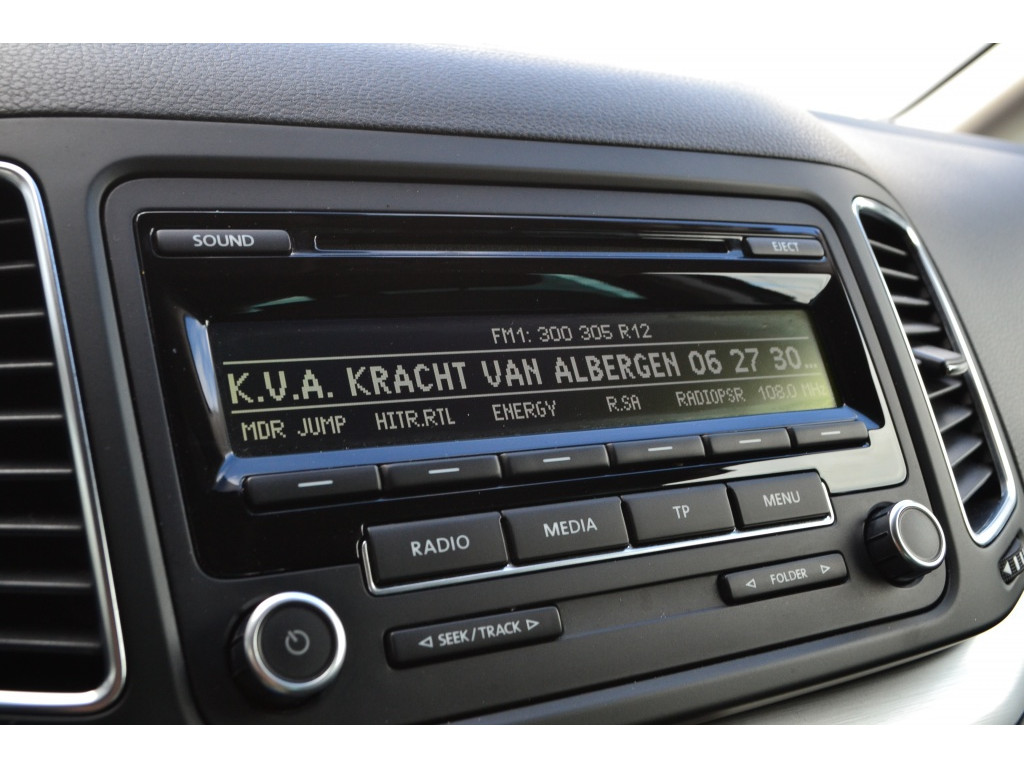 SOUND
EJECT
FM1: 300 305 R12
K.V.A. KRACHT VAN ALBERGEN 06 27 30...
MDR JUMP HITR.RTL ENERGY R.SA RADIOPSR 108.0 MHz
RADIO MEDIA TP MENU
◁ SEEK/TRACK ▷
◁ FOLDER ▷